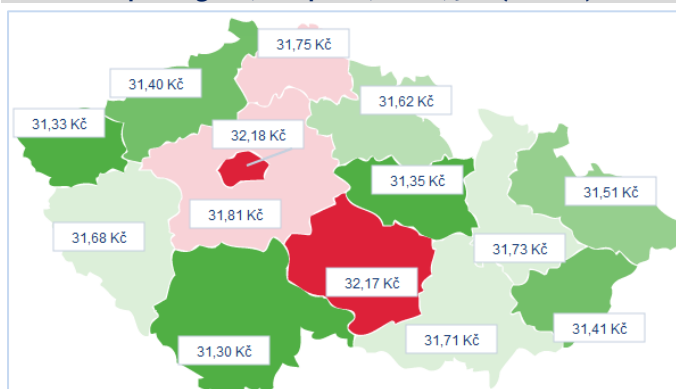 31,75 Kč
31,40 Kč
31,62 Kč
31,33 Kč
32,18 Kč
31,35 Kč
31,51 Kč
31,81 Kč
31,68 Kč
31,73 Kč
32,17 Kč
31,41 Kč
31,71 Kč
31,30 Kč